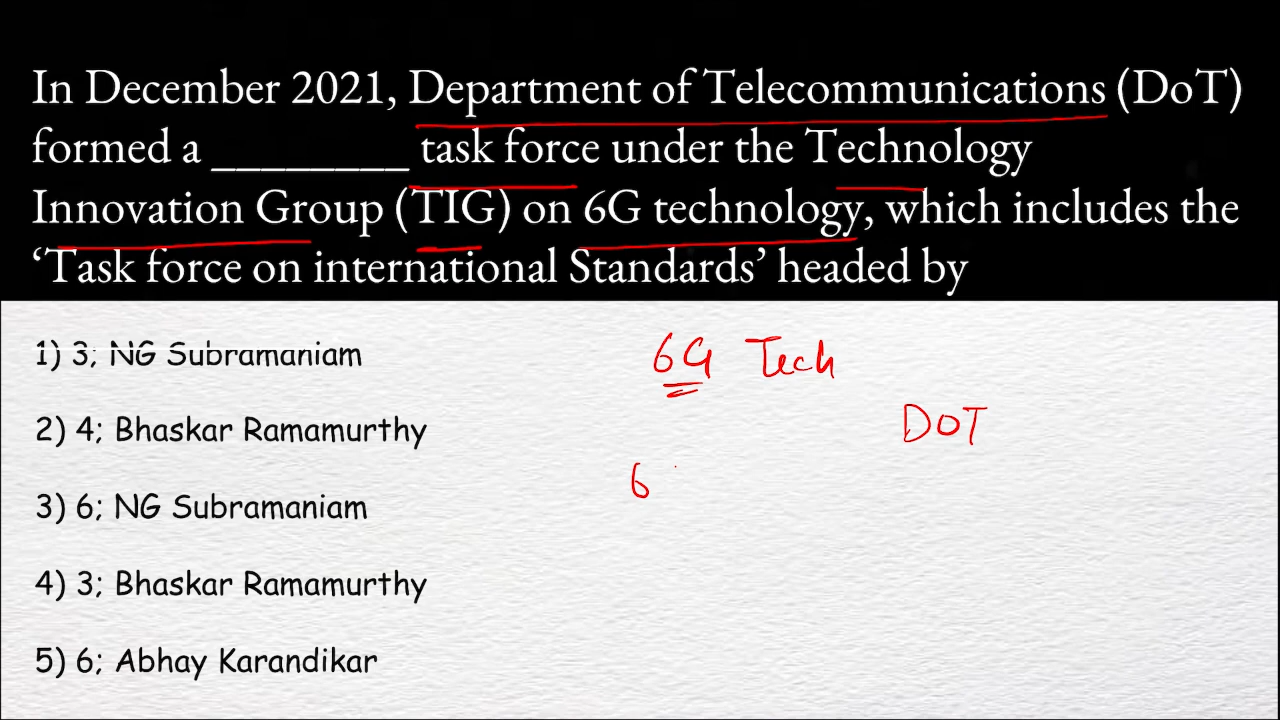 In December 2021, Department of Telecommunications (DoT)
formed a ________ task force under the Technology
Innovation Group (TIG) on 6G technology, which includes the
‘Task force on international Standards’ headed by
1) 3; NG Subramaniam
6G Tech
2) 4; Bhaskar Ramamurthy
DOT
6
3) 6; NG Subramaniam
4) 3; Bhaskar Ramamurthy
5) 6; Abhay Karandikar